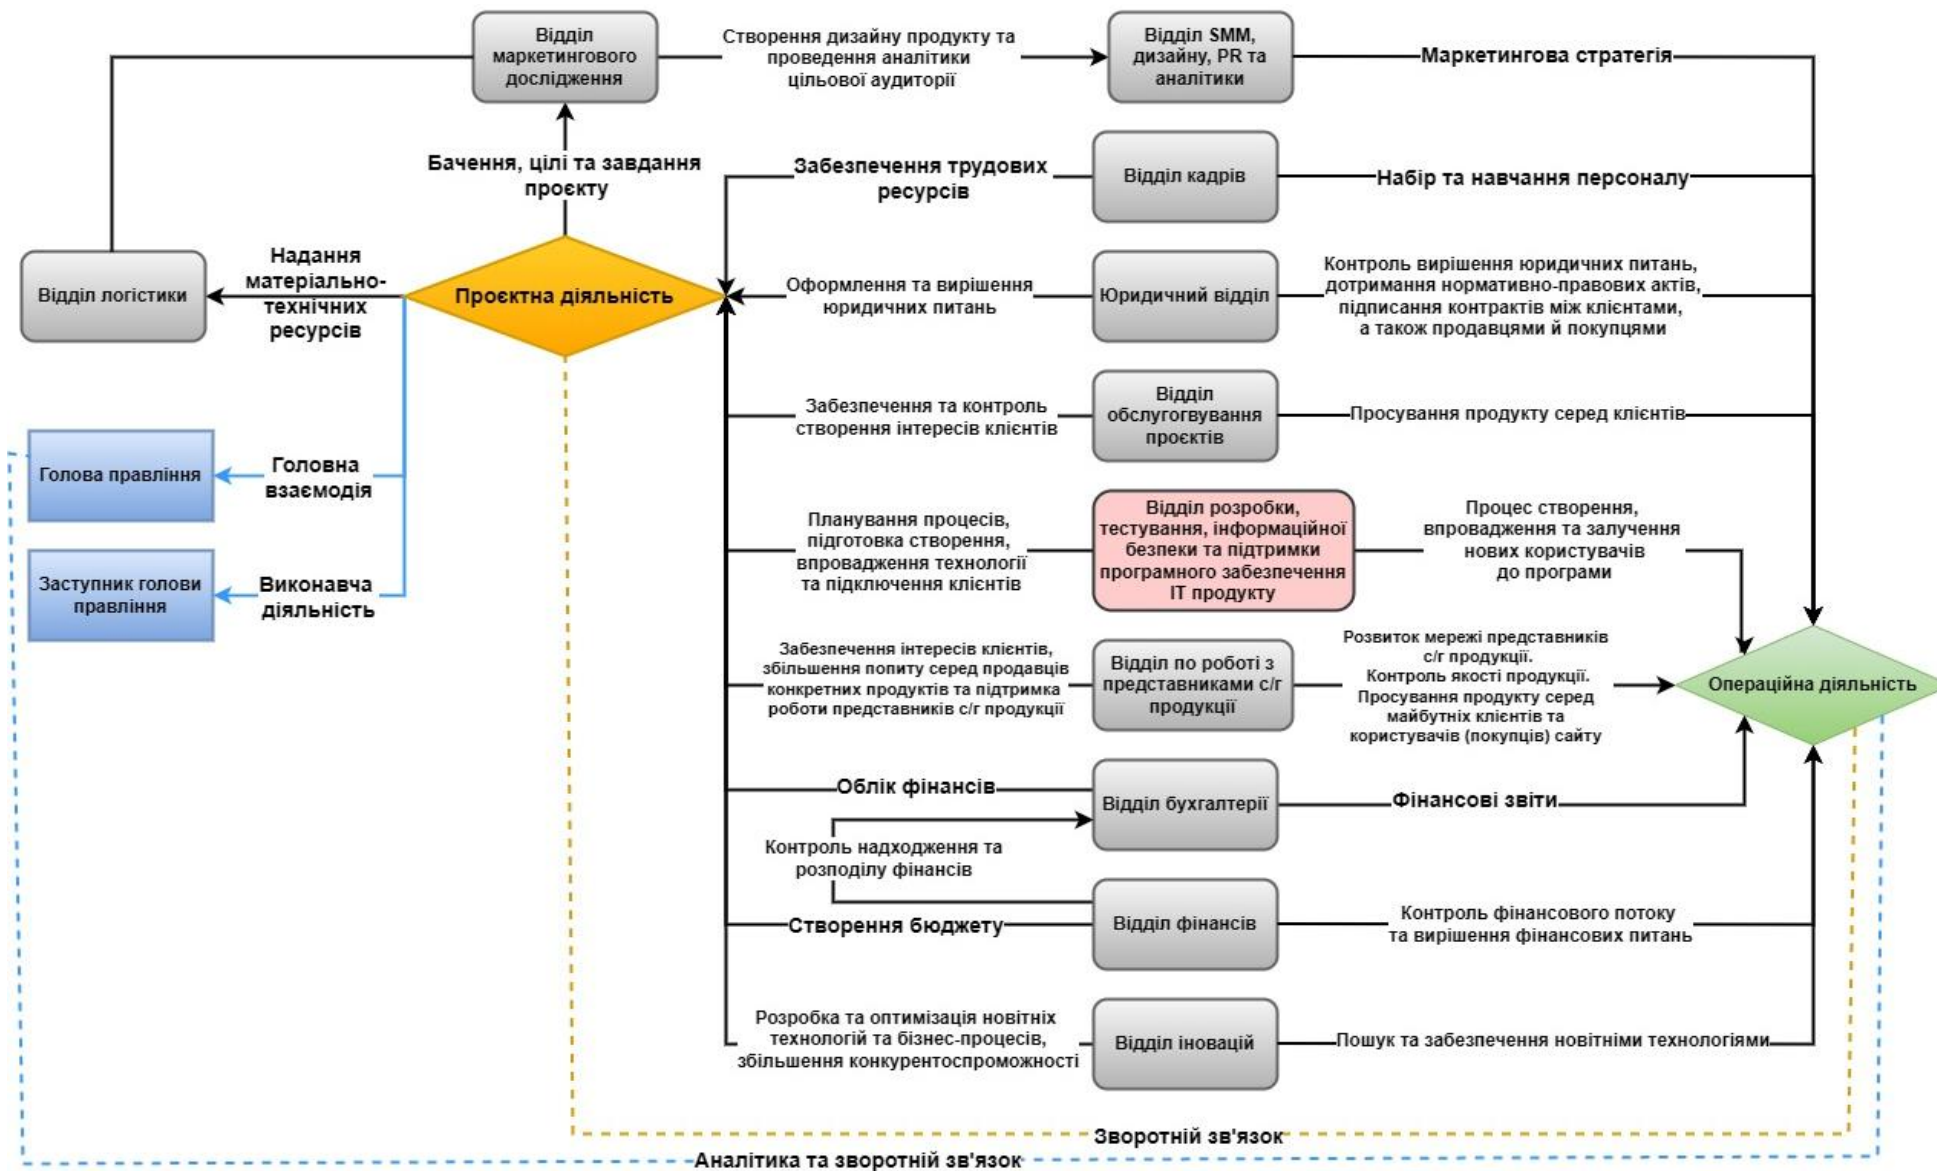 Відділ
маркетингового
дослідження
Створення дизайну продукту та
проведення аналітики
цільової аудиторії
Відділ SMM,
дизайну, PR та
аналітики
Маркетингова стратегія
Бачення, цілі та завдання
проєкту
Забезпечення трудових
ресурсів
Відділ кадрів
Набір та навчання персоналу
Відділ логістики
Надання
матеріально-
технічних
ресурсів
Проєктна діяльність
Оформлення та вирішення
юридичних питань
Юридичний відділ
Контроль вирішення юридичних питань,
дотримання нормативно-правових актів,
підписання контрактів між клієнтами,
а також продавцями й покупцями
Забезпечення та контроль
створення інтересів клієнтів
Відділ
обслугогвування
проєктів
Просування продукту серед клієнтів
Голова правління
Головна
взаємодія
Планування процесів,
підготовка створення,
впровадження технології
та підключення клієнтів
Відділ розробки,
тестування, інформаційної
безпеки та підтримки
програмного забезпечення
ІТ продукту
Процес створення,
впровадження та залучення
нових користувачів
до програми
Заступник голови
правління
Виконавча
діяльність
Забезпечення інтересів клієнтів,
збільшення попиту серед продавців
конкретних продуктів та підтримка
роботи представників с/г продукції
Відділ по роботі з
представниками с/г
продукції
Розвиток мережі представників
с/г продукції.
Контроль якості продукції.
Просування продукту серед
майбутніх клієнтів та
користувачів (покупців) сайту
Операційна діяльність
Облік фінансів
Відділ бухгалтерії
Фінансові звіти
Контроль надходження та
розподілу фінансів
Створення бюджету
Відділ фінансів
Контроль фінансового потоку
та вирішення фінансових питань
Розробка та оптимізація новітніх
технологій та бізнес-процесів,
збільшення конкурентоспроможності
Відділ іновацій
Пошук та забезпечення новітніми технологіями
Зворотній зв'язок
Аналітика та зворотній зв'язок